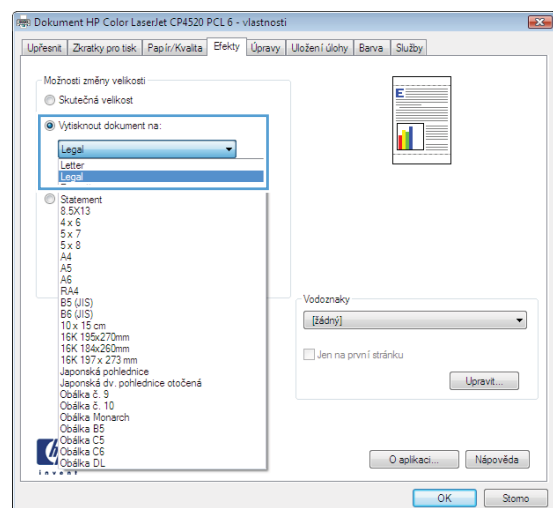 Dokument HP Color LaserJet CP4520 PCL 6 - vlastnosti
Upřesnit Zkratky pro tisk Papír/Kvalita Efekty Úpravy Uložení úlohy Barva Služby
Možnosti změny velikosti
Skutečná velikost
Vytisknout dokument na:
Legal
Letter
Legal
Statement
8.5X13
4 x 6
5 x 7
5 x 8
A4
A5
A6
RA4
B5 (JIS)
B6 (JIS)
10 x 15 cm
16K 195x270mm
16K 184x260mm
16K 197 x 273 mm
Japonská pohlednice
Japonská dv. pohlednice otočená
Obálka č. 9
Obálka č. 10
Obálka Monarch
Obálka B5
Obálka C5
Obálka C6
Obálka DL
E
Vodoznaky
[žádný]
Jen na první stránku
Upravit...
invent
O aplikaci... Nápověda
OK Storno